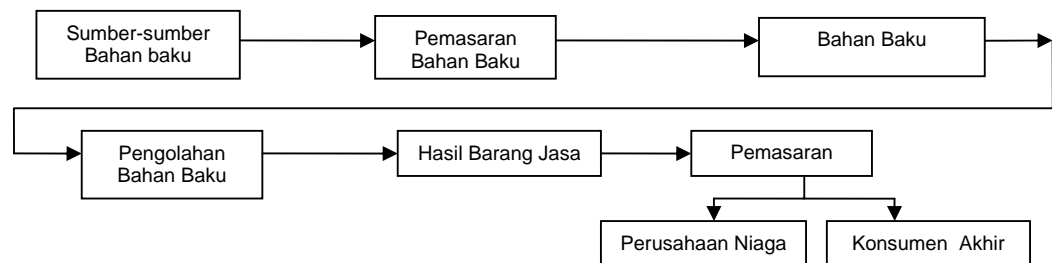 Sumber-sumber
Bahan baku
Pemasaran
Bahan Baku
Bahan Baku
Pengolahan
Bahan Baku
Hasil Barang Jasa
Pemasaran
Perusahaan Niaga
Konsumen Akhir